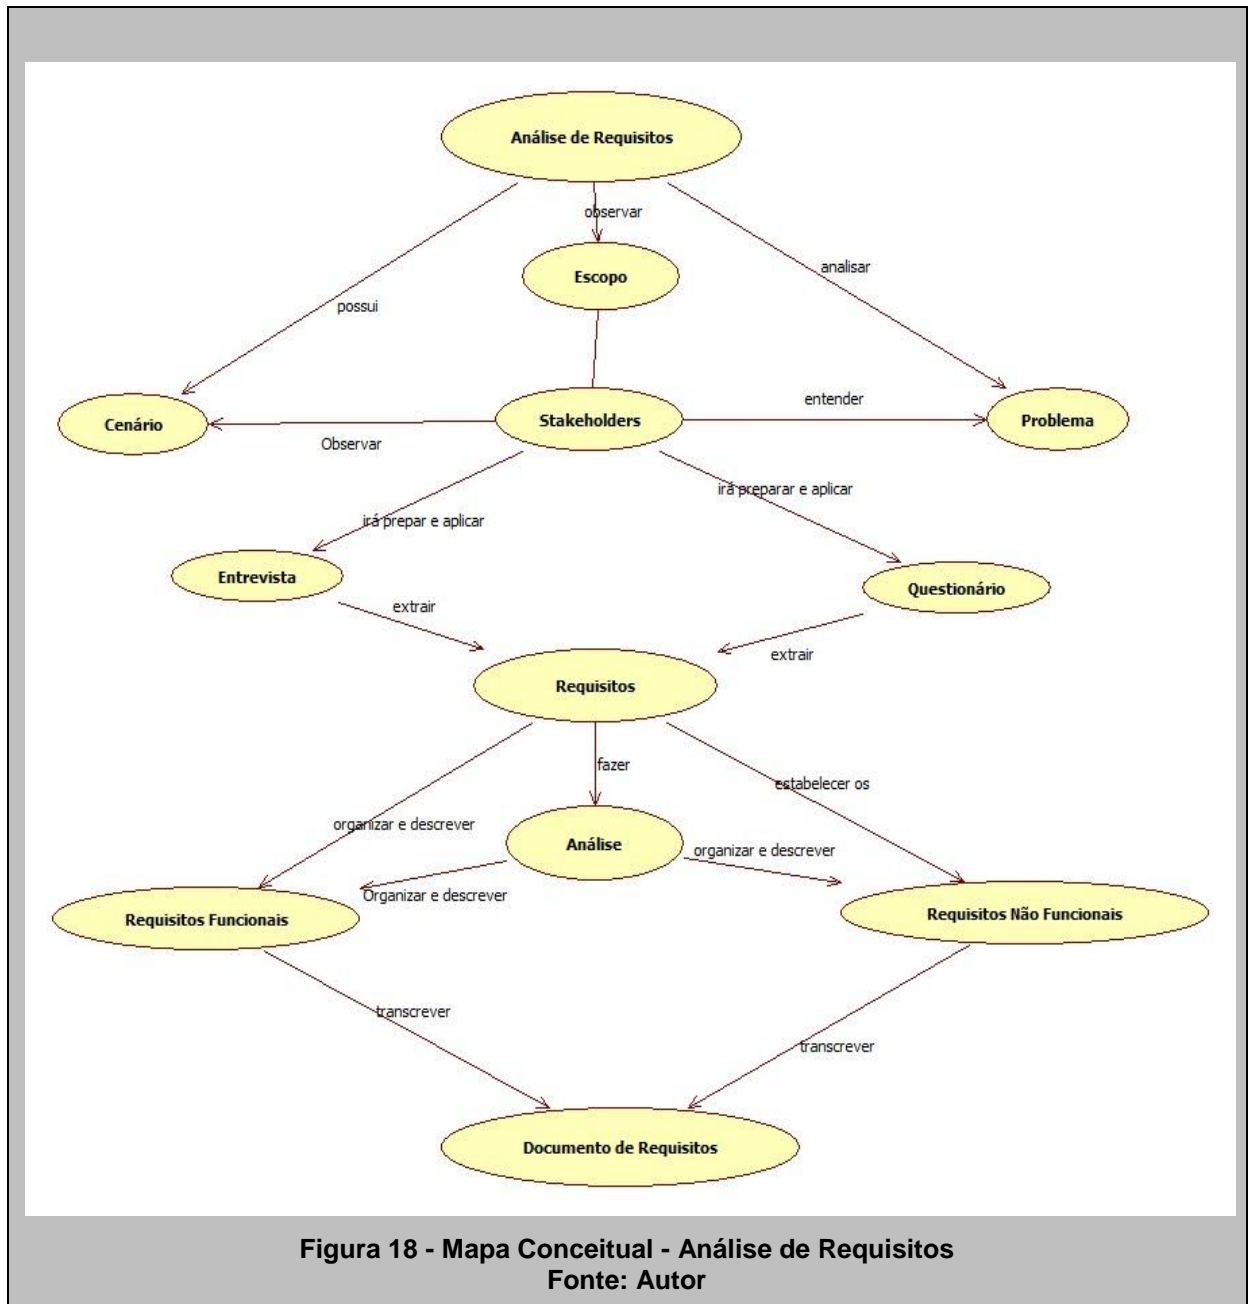 Análise de Requisitos
observar
Escopo
analisar
possui
Cenário
Stakeholders
entender
Problema
Observar
irá prepar e aplicar
irá preparar e aplicar
Entrevista
Questionário
extrair
extrair
Requisitos
fazer
estabelecer os
organizar e descrever
Análise
organizar e descrever
Organizar e descrever
Requisitos Funcionais
Requisitos Não Funcionais
transcrever
transcrever
Documento de Requisitos
Figura 18 - Mapa Conceitual - Análise de Requisitos
Fonte: Autor